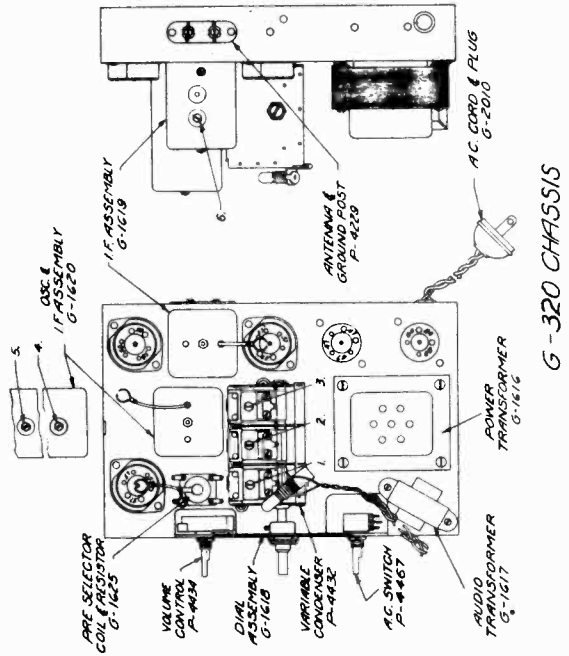 5.
4.
OSC &
I.F. ASSEMBLY
G-1620
I.F. ASSEMBLY
G-1619
6.
ANTENNA &
GROUND POST
P-4229
A.C. CORD & PLUG
G-2010
PRE SELECTOR
COIL & RESISTOR
G-1625
VOLUME
CONTROL
P-4434
DIAL
ASSEMBLY
G-1618
VARIABLE
CONDENSER
P-4432
A.C. SWITCH
P-4467
AUDIO
TRANSFORMER
G-1617
POWER
TRANSFORMER
G-1616
1.
2.
3.
G-320 CHASSIS